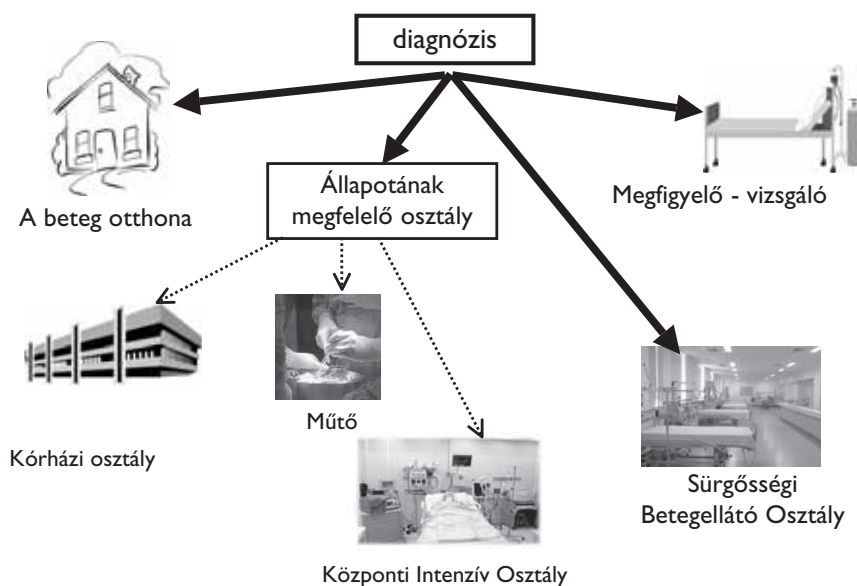 diagnózis
A beteg otthona
Állapotának
megfelelő osztály
Megfigyelő - vizsgáló
Kórházi osztály
Műtő
Központi Intenzív Osztály
Sürgősségi
Betegellátó Osztály